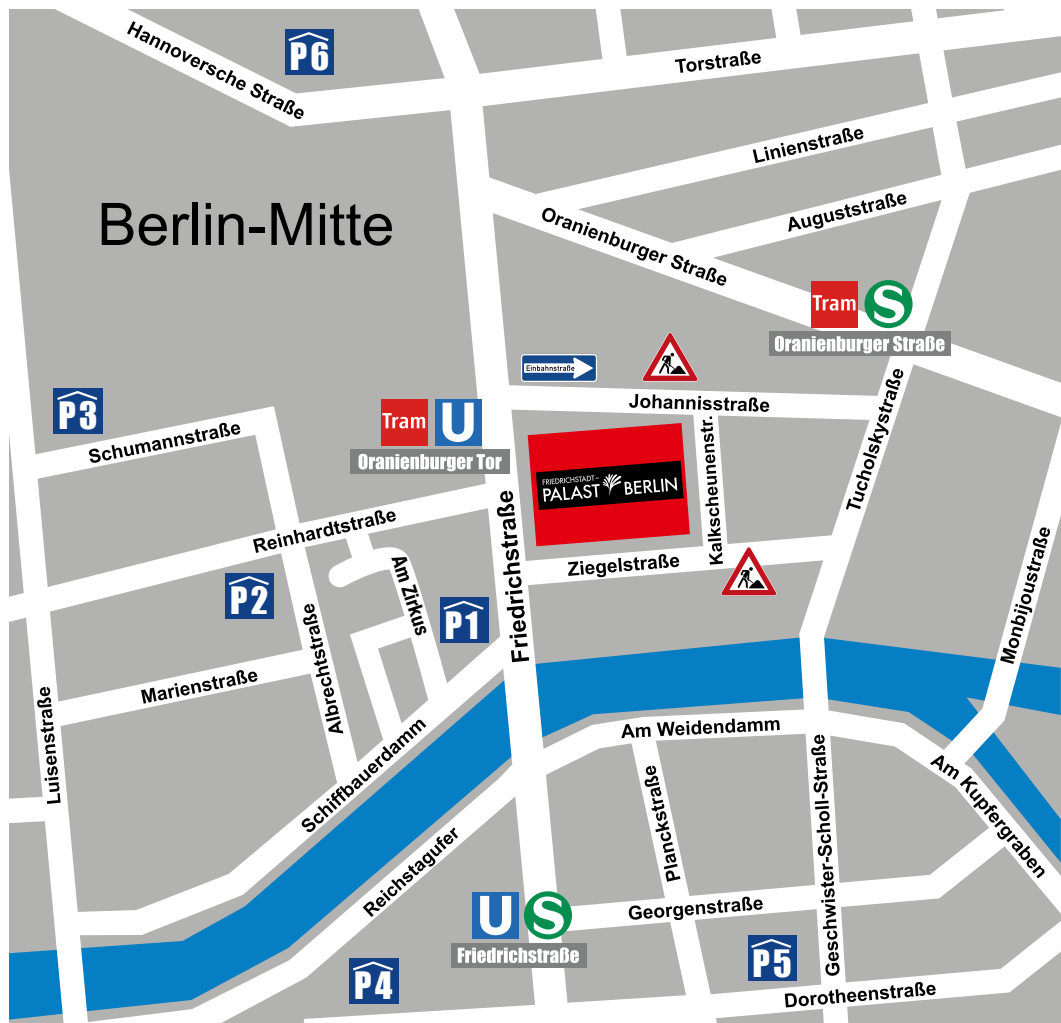 Hannoversche Straße
P6
Torstraße
Linienstraße
Berlin-Mitte
Auguststraße
Oranienburger Straße
Tram
S
Oranienburger Straße
Einbahnstraße
P3
Schumannstraße
Tram
U
Oranienburger Tor
Johannisstraße
Kalkscheunenstr.
Tucholskystraße
FRIEDRICHSTADT–
PALAST BERLIN
Reinhardtstraße
Friedrichstraße
Ziegelstraße
Am Zirkus
P2
P1
Monbijoustraße
Albrechtstraße
Marienstraße
Luisenstraße
Schiffbauerdamm
Am Weidendamm
Geschwister-Scholl-Straße
Planckstraße
Am Kupfergraben
Reichstagufer
U
S
Friedrichstraße
Georgenstraße
P4
P5
Dorotheenstraße